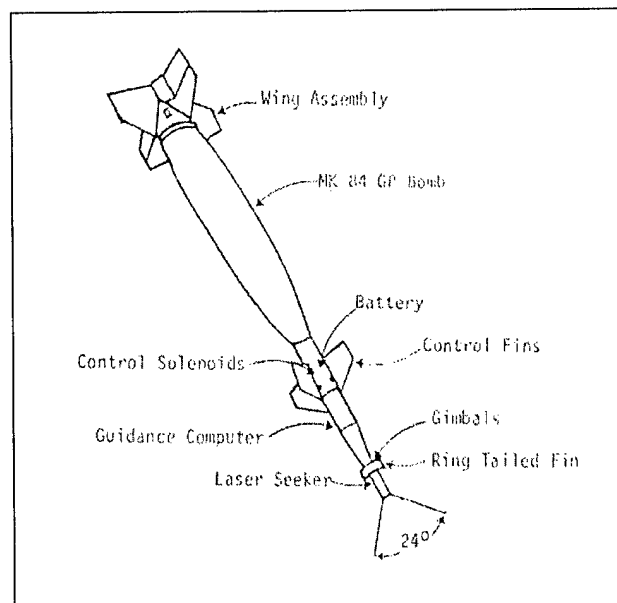 Wing Assembly
MK 84 GP Bomb
Battery
Control Fins
Control Solenoids
Gimbals
Guidance Computer
Ring Tailed Fin
Laser Seeker
24°